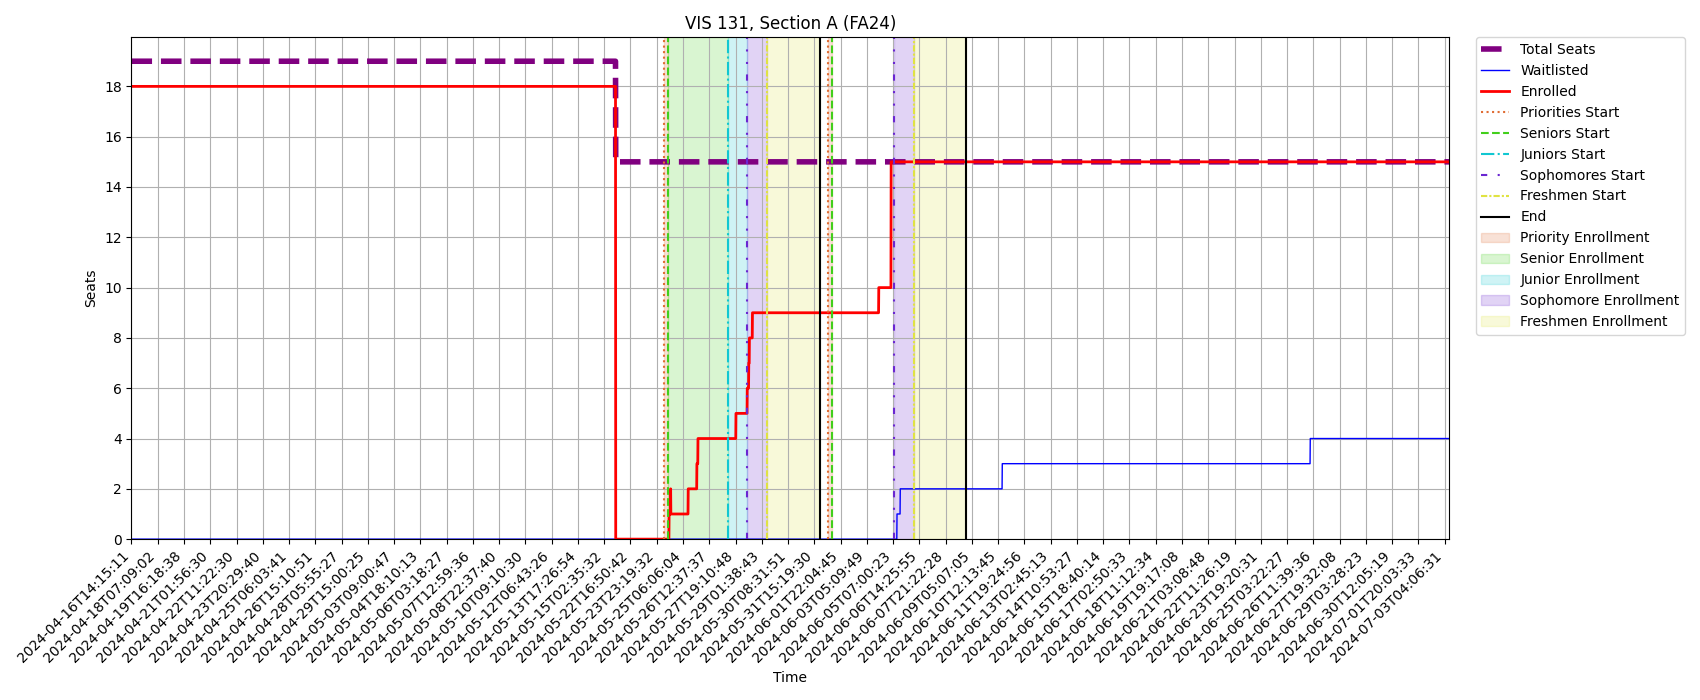 VIS 131, Section A (FA24)
Seats
18
16
14
12
10
8
6
4
2
0
2024-04-16T14:15:11
2024-04-18T07:09:02
2024-04-19T16:18:38
2024-04-21T01:56:30
2024-04-22T11:22:30
2024-04-23T20:29:40
2024-04-25T06:03:41
2024-04-26T15:10:51
2024-04-28T05:55:27
2024-04-29T15:00:25
2024-05-03T09:00:47
2024-05-04T18:10:13
2024-05-06T03:18:27
2024-05-07T12:59:36
2024-05-08T22:37:40
2024-05-10T09:10:30
2024-05-12T06:43:26
2024-05-13T17:26:54
2024-05-15T02:35:32
2024-05-22T16:50:42
2024-05-23T23:19:32
2024-05-25T06:06:04
2024-05-26T12:37:37
2024-05-27T19:10:48
2024-05-29T01:38:43
2024-05-30T08:31:51
2024-05-31T15:19:30
2024-06-01T22:04:45
2024-06-03T05:09:49
2024-06-05T07:00:23
2024-06-06T14:25:55
2024-06-07T21:22:28
2024-06-09T05:07:05
2024-06-10T12:13:45
2024-06-11T19:24:56
2024-06-13T02:45:13
2024-06-14T10:53:27
2024-06-15T18:40:14
2024-06-17T02:50:33
2024-06-18T11:12:34
2024-06-19T19:17:08
2024-06-21T03:08:48
2024-06-22T11:26:19
2024-06-23T19:20:31
2024-06-25T03:22:27
2024-06-26T11:39:36
2024-06-27T19:32:08
2024-06-29T03:28:23
2024-06-30T12:05:19
2024-07-01T20:03:33
2024-07-03T04:06:31
Time
Total Seats
Waitlisted
Enrolled
Priorities Start
Seniors Start
Juniors Start
Sophomores Start
Freshmen Start
End
Priority Enrollment
Senior Enrollment
Junior Enrollment
Sophomore Enrollment
Freshmen Enrollment